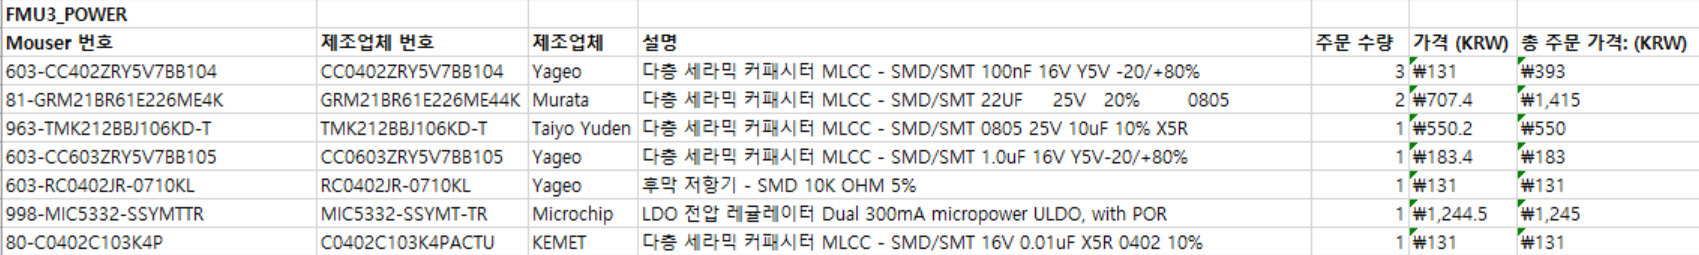 FMU3_POWER
Mouser 번호 제조업체 번호 제조업체 설명 주문 수량 가격 (KRW) 총 주문 가격: (KRW)
603-CC402ZRY5V7BB104 CC0402ZRY5V7BB104 Yageo 다층 세라믹 커패시터 MLCC - SMD/SMT 100nF 16V Y5V -20/+80% 3 ₩131 ₩393
81-GRM21BR61E226ME4K GRM21BR61E226ME44K Murata 다층 세라믹 커패시터 MLCC - SMD/SMT 22UF 25V 20% 0805 2 ₩707.4 ₩1,415
963-TMK212BBJ106KD-T TMK212BBJ106KD-T Taiyo Yuden 다층 세라믹 커패시터 MLCC - SMD/SMT 0805 25V 10uF 10% X5R 1 ₩550.2 ₩550
603-CC603ZRY5V7BB105 CC0603ZRY5V7BB105 Yageo 다층 세라믹 커패시터 MLCC - SMD/SMT 1.0uF 16V Y5V-20/+80% 1 ₩183.4 ₩183
603-RC0402JR-0710KL RC0402JR-0710KL Yageo 후막 저항기 - SMD 10K OHM 5% 1 ₩131 ₩131
998-MIC5332-SSYMTTR MIC5332-SSYMT-TR Microchip LDO 전압 레귤레이터 Dual 300mA micropower ULDO, with POR 1 ₩1,244.5 ₩1,245
80-C0402C103K4P C0402C103K4PACTU KEMET 다층 세라믹 커패시터 MLCC - SMD/SMT 16V 0.01uF X5R 0402 10% 1 ₩131 ₩131